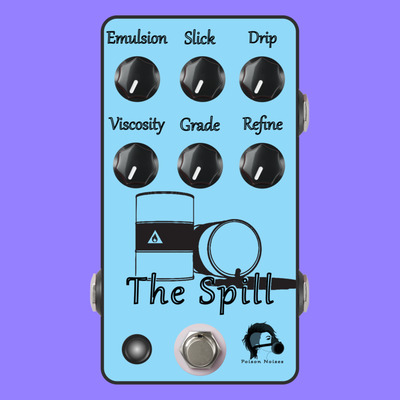 Emulsion Slick Drip
Viscosity Grade Refine
The Spill
Poison Noises